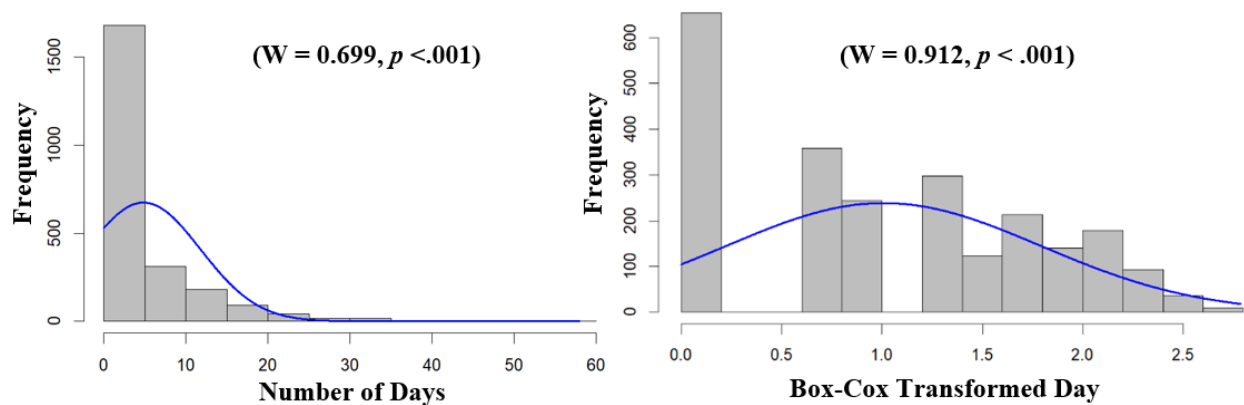 (W = 0.699, p <.001)
Frequency
0 500 1000 1500
0 10 20 30 40 50 60
Number of Days
(W = 0.912, p < .001)
Frequency
0 100 200 300 400 500 600
0.0 0.5 1.0 1.5 2.0 2.5
Box-Cox Transformed Day